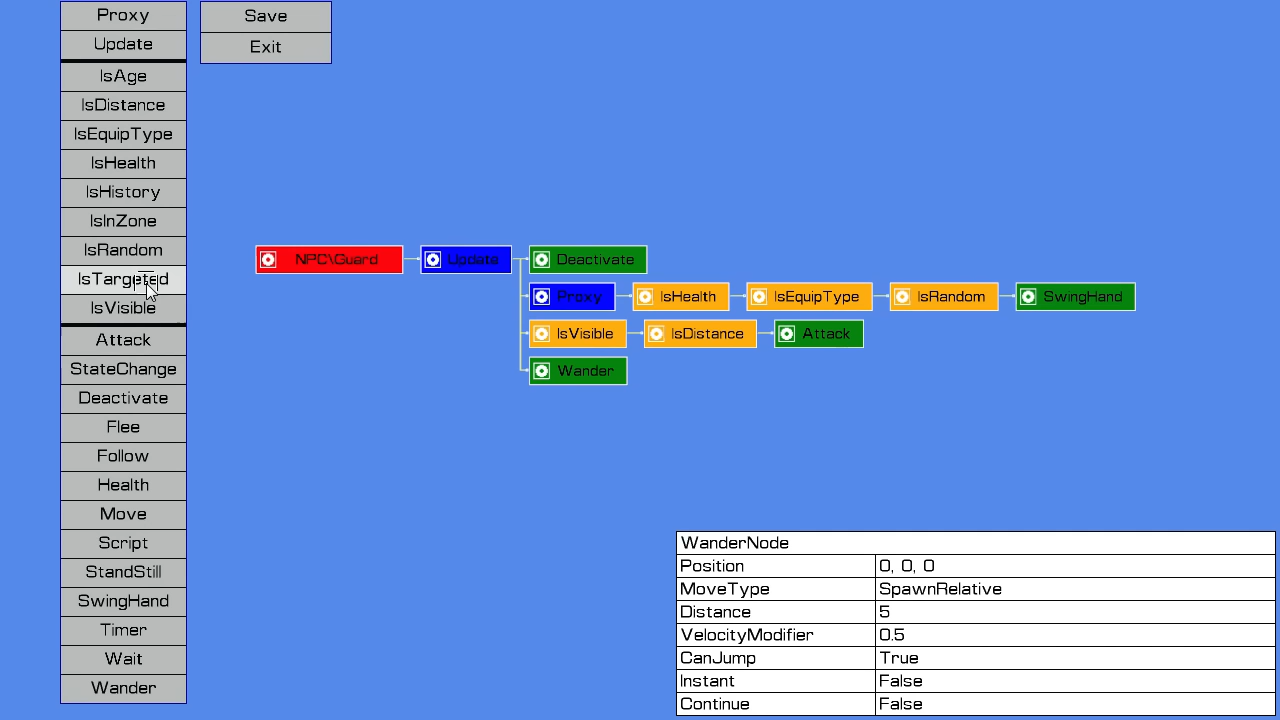 Proxy
Update
IsAge
IsDistance
IsEquipType
IsHealth
IsHistory
IsInZone
IsRandom
IsTargeted
IsVisible
Attack
StateChange
Deactivate
Flee
Follow
Health
Move
Script
StandStill
SwingHand
Timer
Wait
Wander
Save
Exit
NPC\Guard Update Deactivate
Proxy IsHealth IsEquipType IsRandom SwingHand
IsVisible IsDistance Attack
Wander
WanderNode
Position 0, 0, 0
MoveType SpawnRelative
Distance 5
VelocityModifier 0.5
CanJump True
Instant False
Continue False